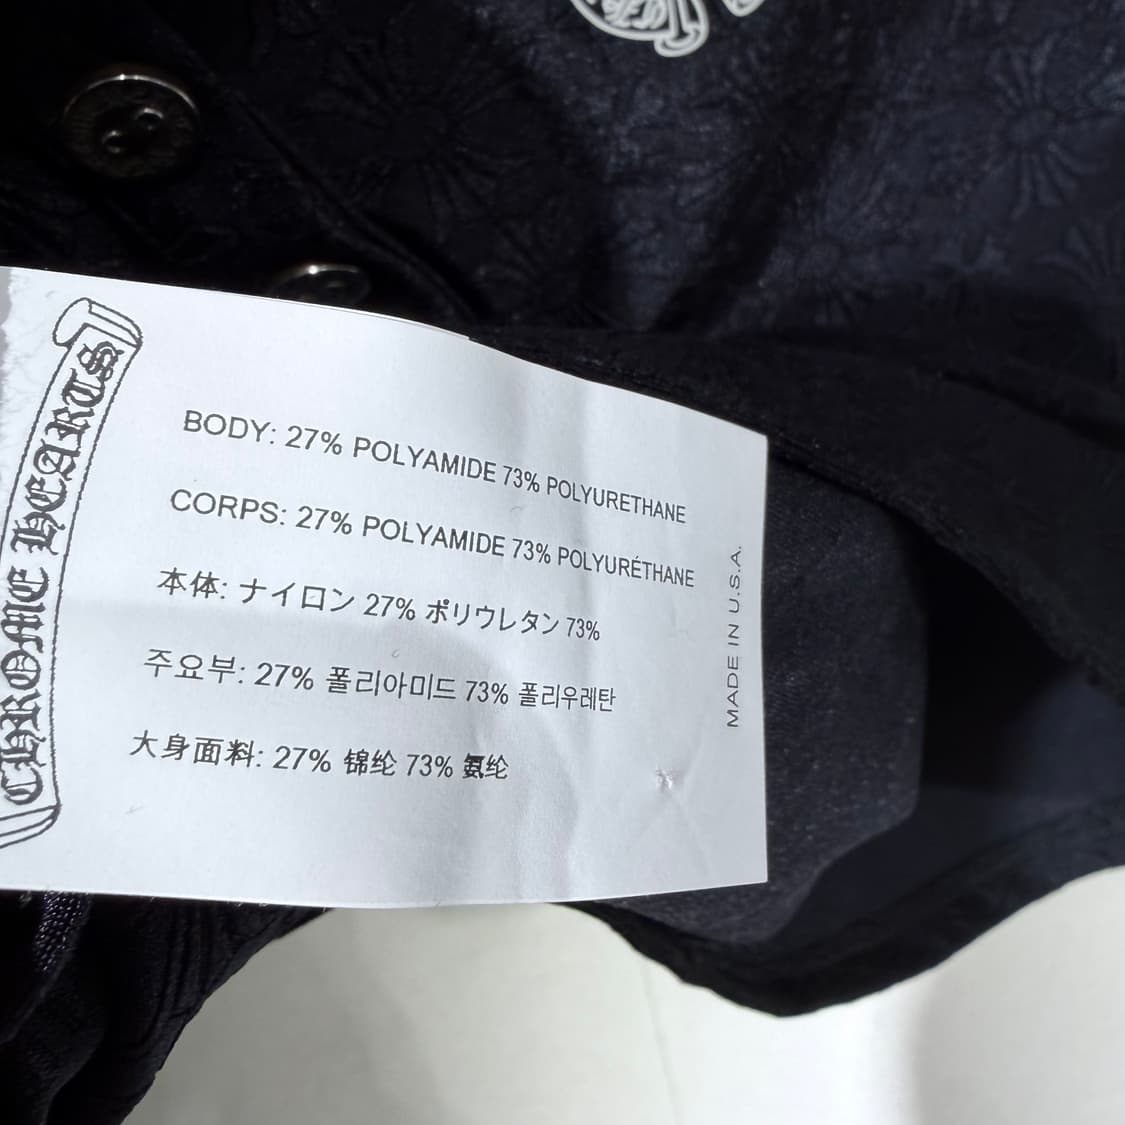 CHROME HEARTS
BODY: 27% POLYAMIDE 73% POLYURETHANE
CORPS: 27% POLYAMIDE 73% POLYURÉTHANE
本体: ナイロン 27% ポリウレタン 73%
주요부: 27% 폴리아미드 73% 폴리우레탄
大身面料: 27% 锦纶 73% 氨纶
MADE IN U.S.A.